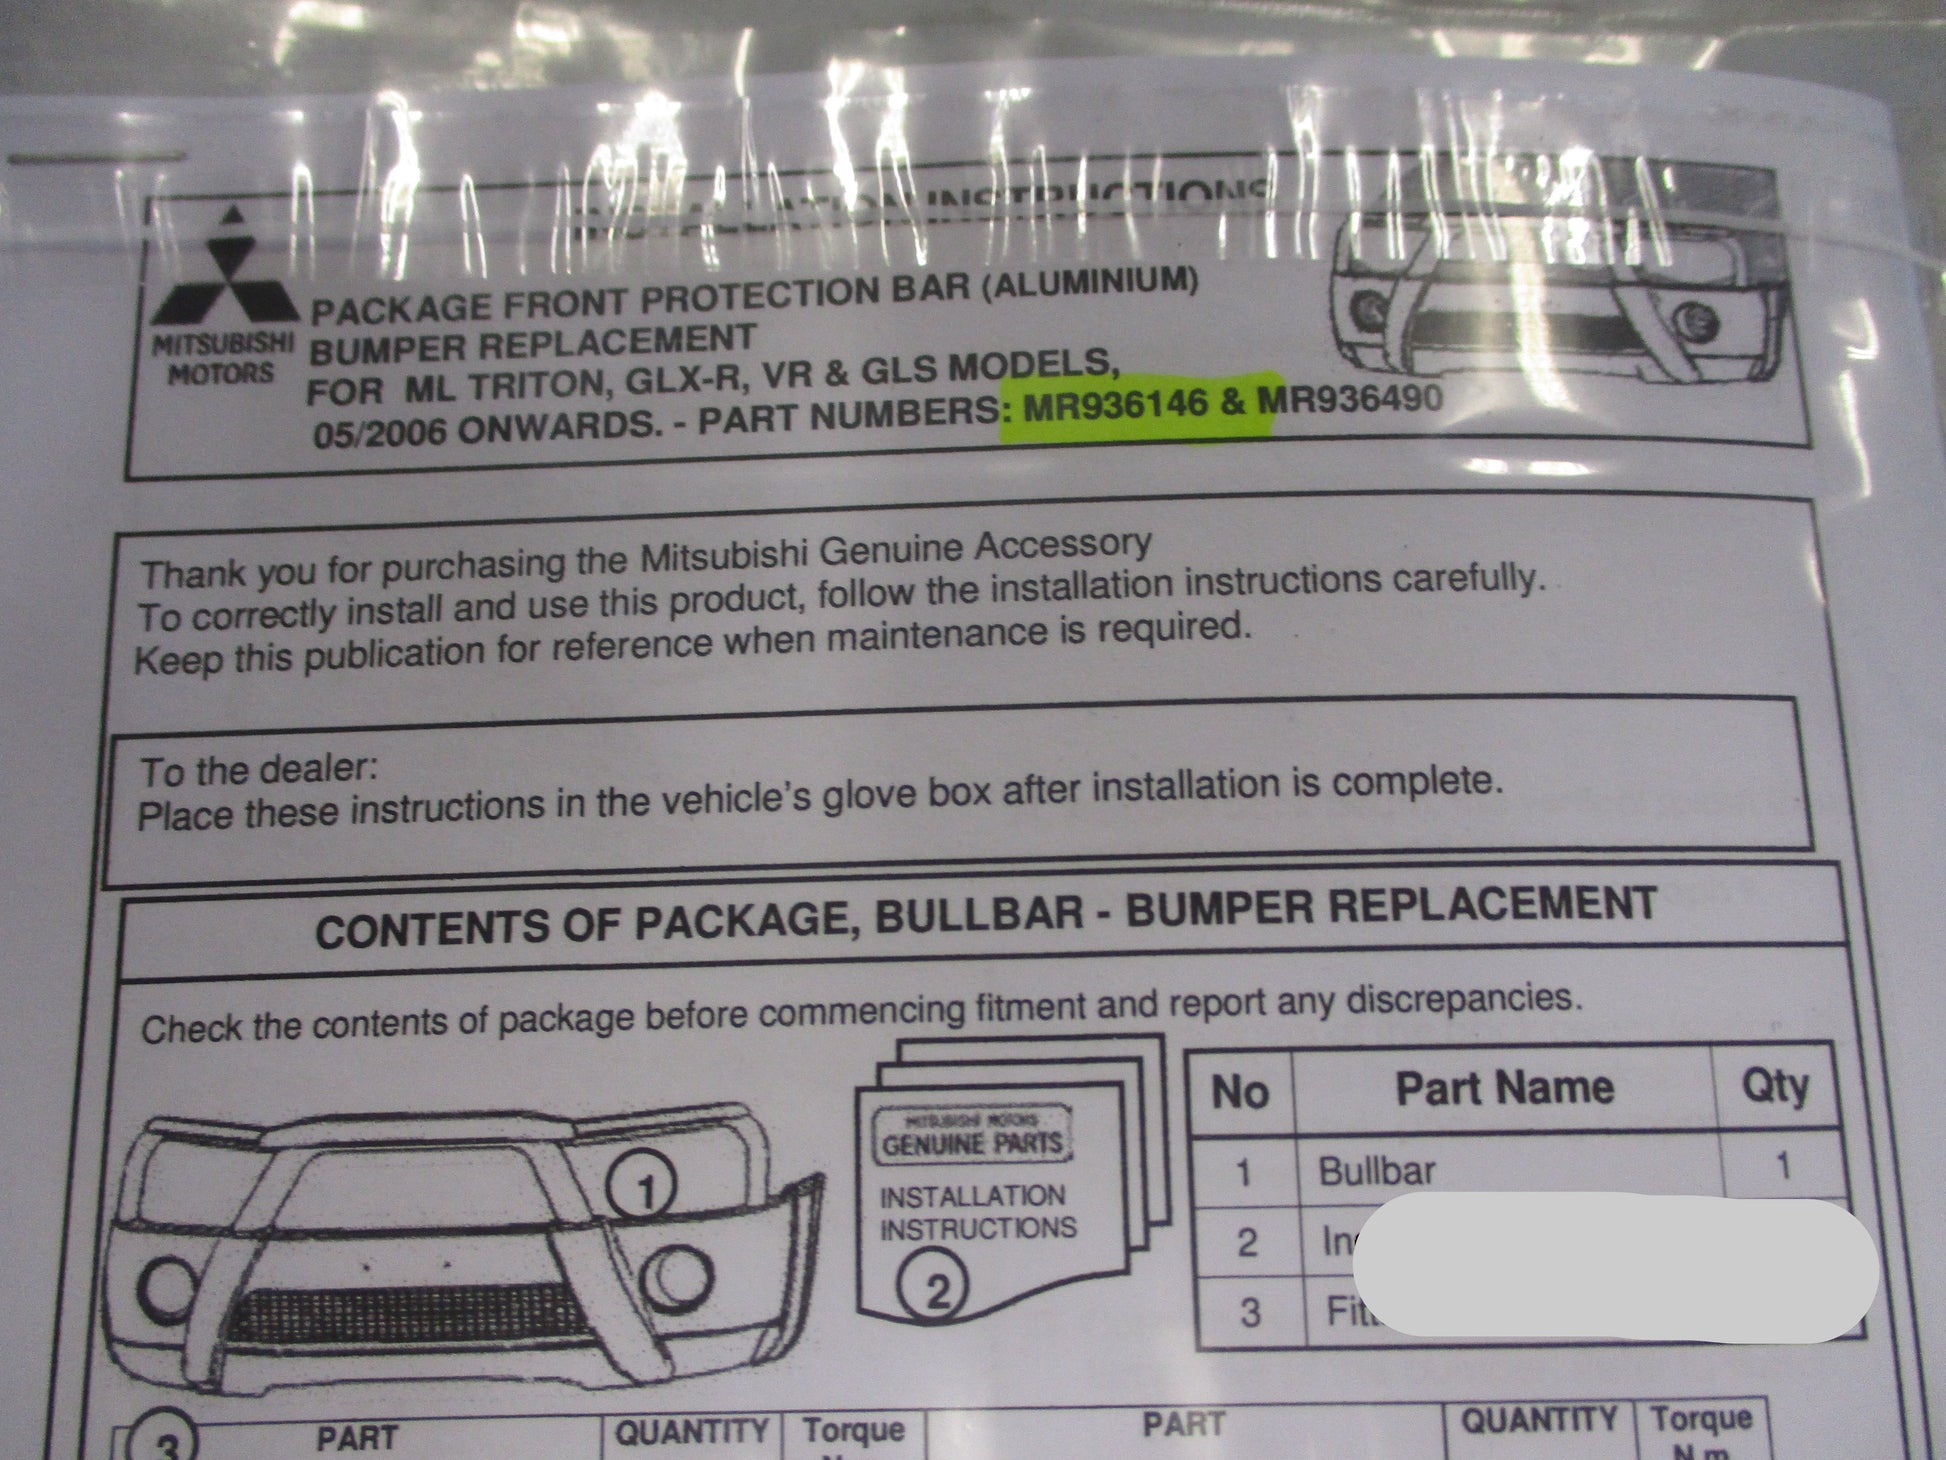 INSTALLATION INSTRUCTIONS
MITSUBISHI
MOTORS
PACKAGE FRONT PROTECTION BAR (ALUMINIUM)
BUMPER REPLACEMENT
FOR ML TRITON, GLX-R, VR & GLS MODELS,
05/2006 ONWARDS. - PART NUMBERS: MR936146 & MR936490
Thank you for purchasing the Mitsubishi Genuine Accessory
To correctly install and use this product, follow the installation instructions carefully.
Keep this publication for reference when maintenance is required.
To the dealer:
Place these instructions in the vehicle's glove box after installation is complete.
CONTENTS OF PACKAGE, BULLBAR - BUMPER REPLACEMENT
Check the contents of package before commencing fitment and report any discrepancies.
1
MITSUBISHI MOTORS
GENUINE PARTS
INSTALLATION
INSTRUCTIONS
2
No Part Name Qty
1 Bullbar 1
2
3
3 PART QUANTITY Torque PART QUANTITY Torque
N.m